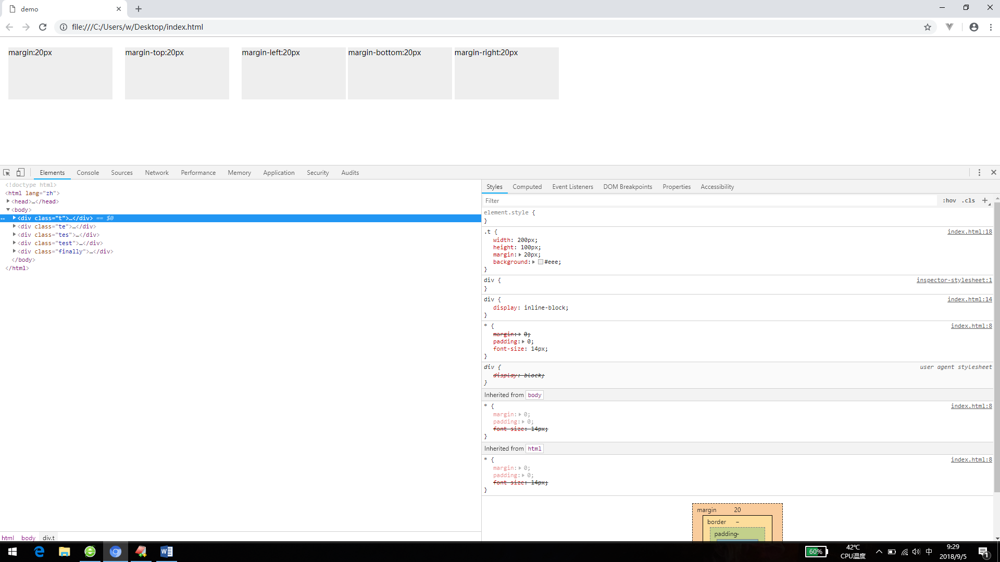 demo
file:///C:/Users/w/Desktop/index.html
margin:20px
margin-top:20px
margin-left:20px
margin-bottom:20px
margin-right:20px
Elements Console Sources Network Performance Memory Application Security Audits
<!doctype html>
<html lang="zh">
<head>…</head>
<body>
… <div class="t">…</div> == $0
<div class="te">…</div>
<div class="tes">…</div>
<div class="test">…</div>
<div class="finally">…</div>
</body>
</html>
html body div.t
Styles Computed Event Listeners DOM Breakpoints Properties Accessibility
Filter :hov .cls +
element.style {
}
.t { index.html:18
width: 200px;
height: 100px;
margin: 20px;
background: #eee;
}
div { inspector-stylesheet:1
}
div { index.html:14
display: inline-block;
}
* { index.html:8
margin: 0;
padding: 0;
font-size: 14px;
}
div { user agent stylesheet
display: block;
}
Inherited from body
* { index.html:8
margin: 0;
padding: 0;
font-size: 14px;
}
Inherited from html
* { index.html:8
margin: 0;
padding: 0;
font-size: 14px;
}
margin 20
border –
padding –
60%
42℃
CPU温度
中
9:29
2018/9/5
1